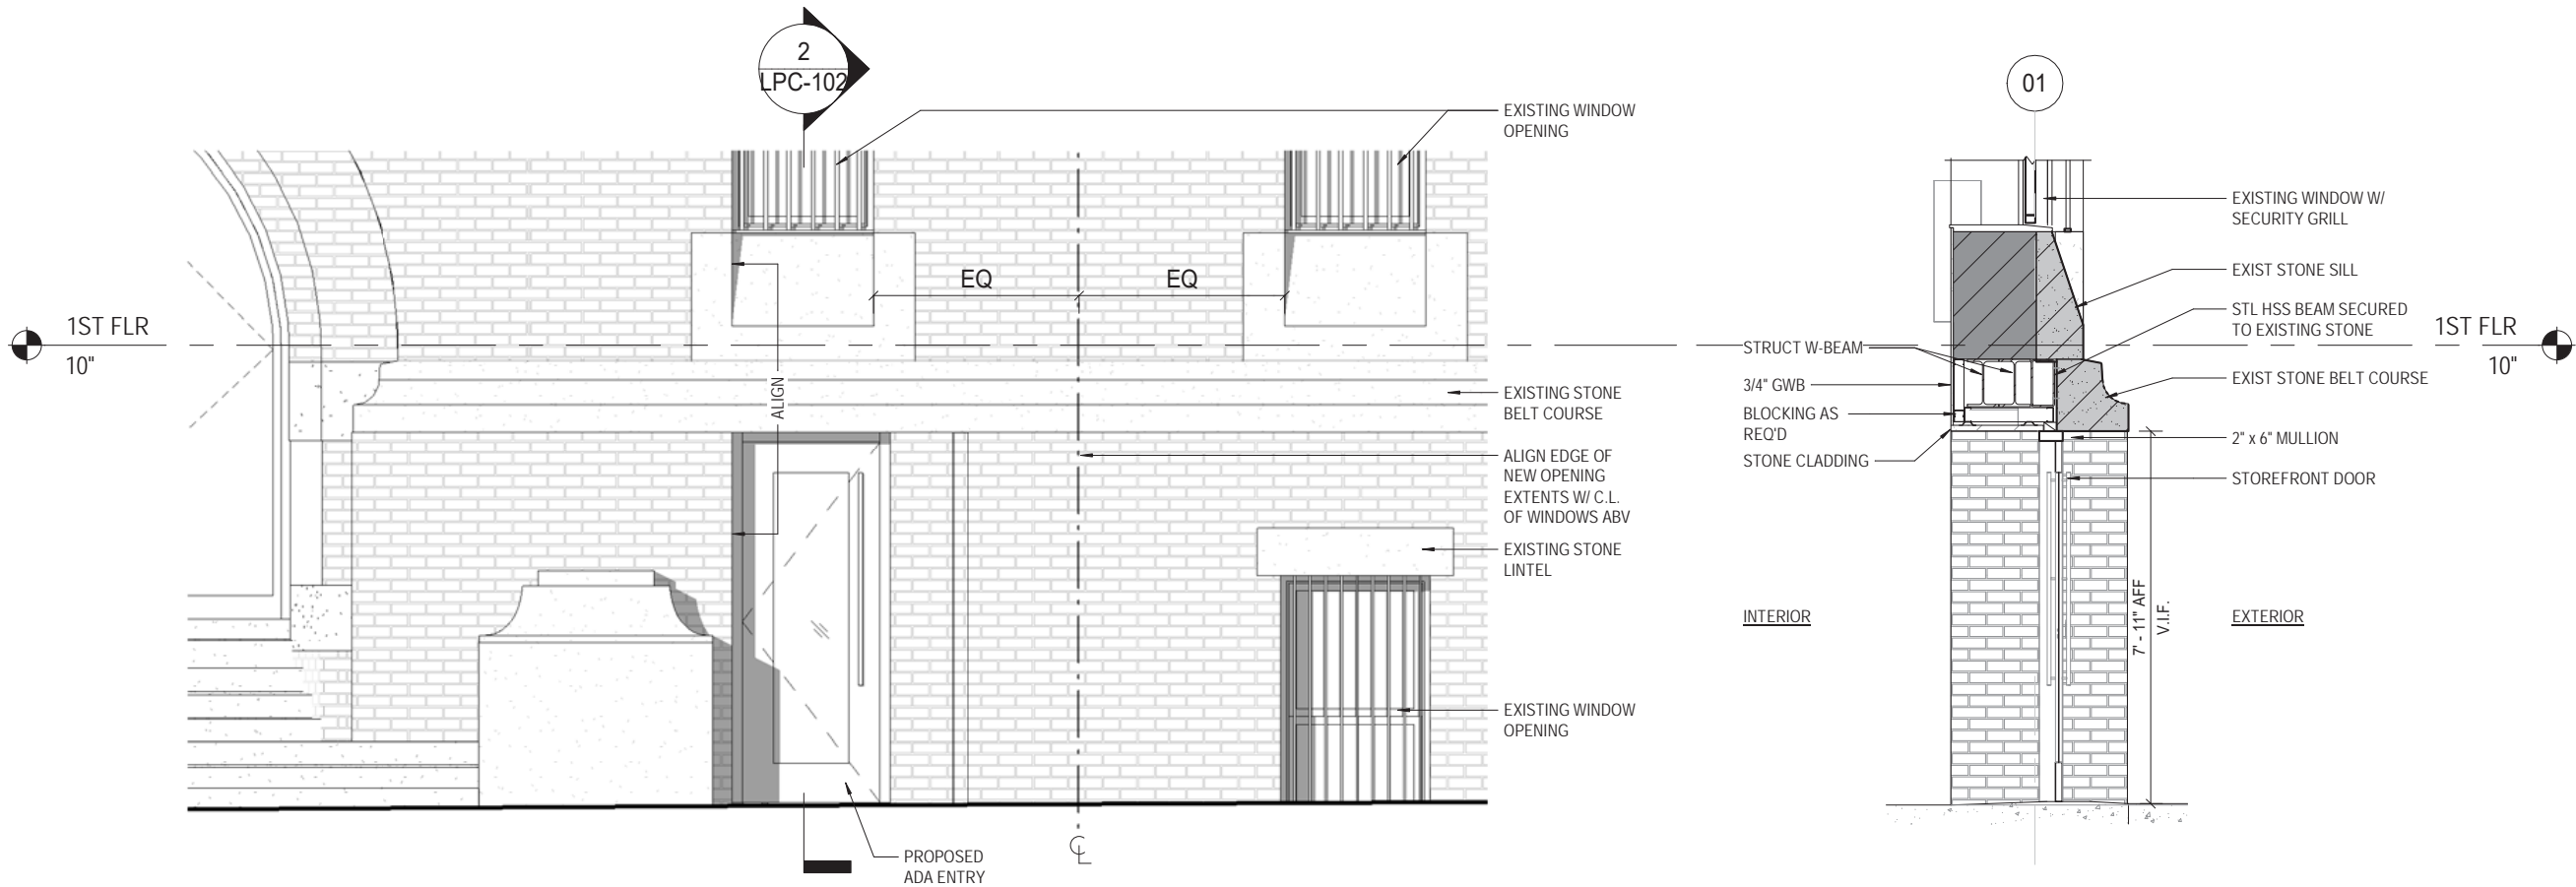 2
LPC-102
EXISTING WINDOW
OPENING
EQ
EQ
1ST FLR
10"
ALIGN
EXISTING STONE
BELT COURSE
ALIGN EDGE OF
NEW OPENING
EXTENTS W/ C.L.
OF WINDOWS ABV
EXISTING STONE
LINTEL
EXISTING WINDOW
OPENING
PROPOSED
ADA ENTRY
CL
01
EXISTING WINDOW W/
SECURITY GRILL
EXIST STONE SILL
STL HSS BEAM SECURED
TO EXISTING STONE
1ST FLR
10"
EXIST STONE BELT COURSE
2" x 6" MULLION
STOREFRONT DOOR
STRUCT W-BEAM
3/4" GWB
BLOCKING AS
REQ'D
STONE CLADDING
INTERIOR
7' - 11" AFF
V.I.F.
EXTERIOR